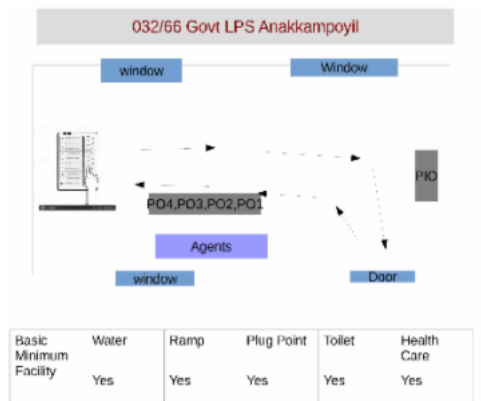 032/66 Govt LPS Anakkampoyil
window
Window
PIO
PO4,PO3,PO2,PO1
Agents
window
Door
Basic Minimum Facility
Water
Ramp
Plug Point
Toilet
Health Care
Yes
Yes
Yes
Yes
Yes